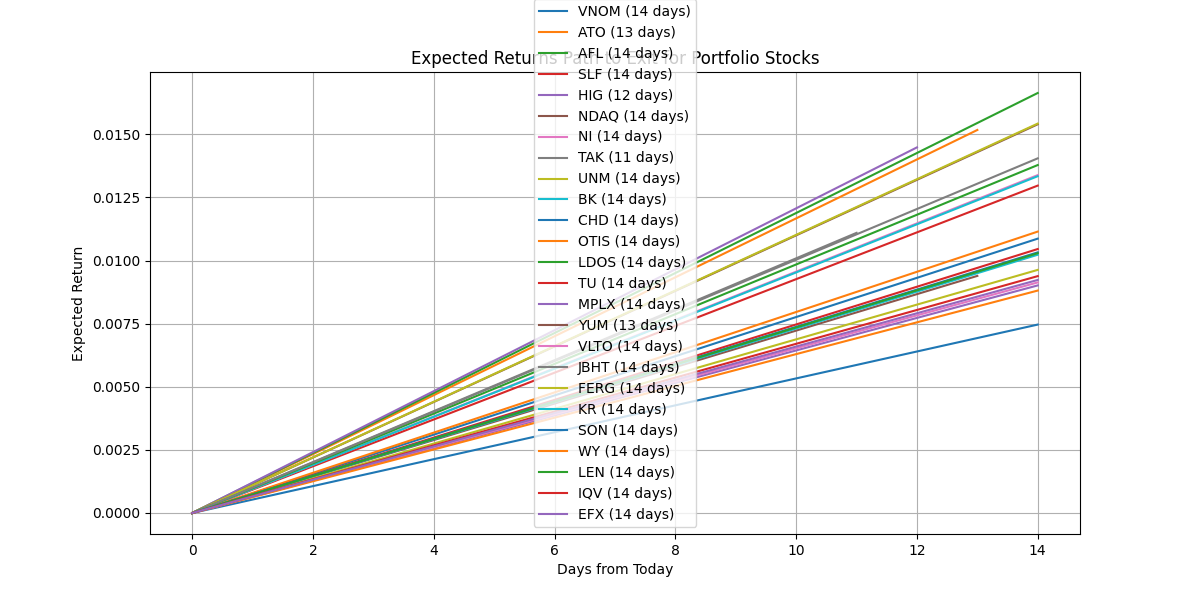 Expected Returns Path to Exit for Portfolio Stocks
VNOM (14 days)
ATO (13 days)
AFL (14 days)
SLF (14 days)
HIG (12 days)
NDAQ (14 days)
NI (14 days)
TAK (11 days)
UNM (14 days)
BK (14 days)
CHD (14 days)
OTIS (14 days)
LDOS (14 days)
TU (14 days)
MPLX (14 days)
YUM (13 days)
VLTO (14 days)
JBHT (14 days)
FERG (14 days)
KR (14 days)
SON (14 days)
WY (14 days)
LEN (14 days)
IQV (14 days)
EFX (14 days)
Expected Return
0.0150
0.0125
0.0100
0.0075
0.0050
0.0025
0.0000
0 2 4 6 8 10 12 14
Days from Today